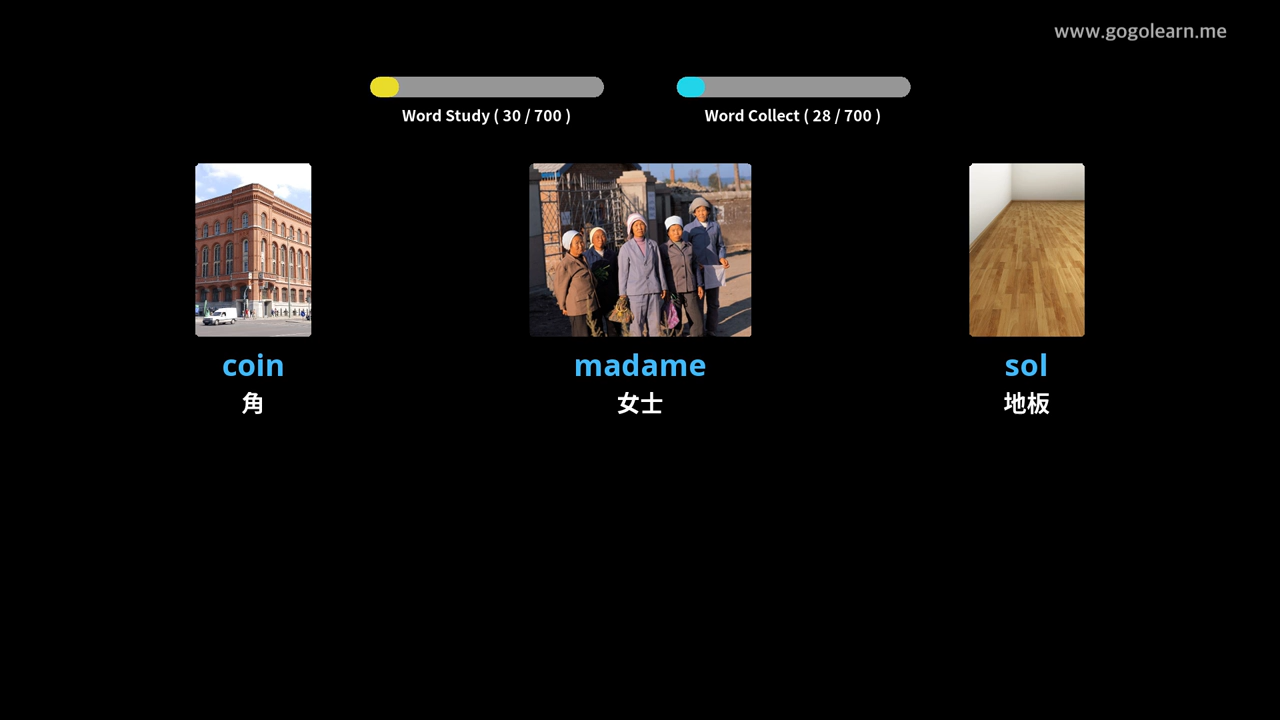 www.gogolearn.me
Word Study ( 30 / 700 )
Word Collect ( 28 / 700 )
coin
madame
sol
角
女士
地板